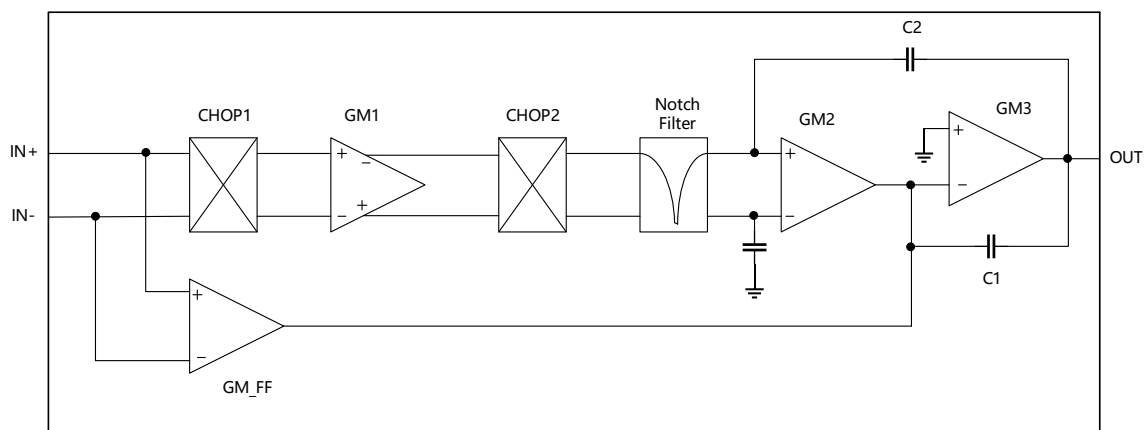 C2
CHOP1
GM1
CHOP2
Notch
Filter
GM2
GM3
IN+
+
−
+
+
OUT
IN-
−
+
−
−
C1
+
−
GM_FF